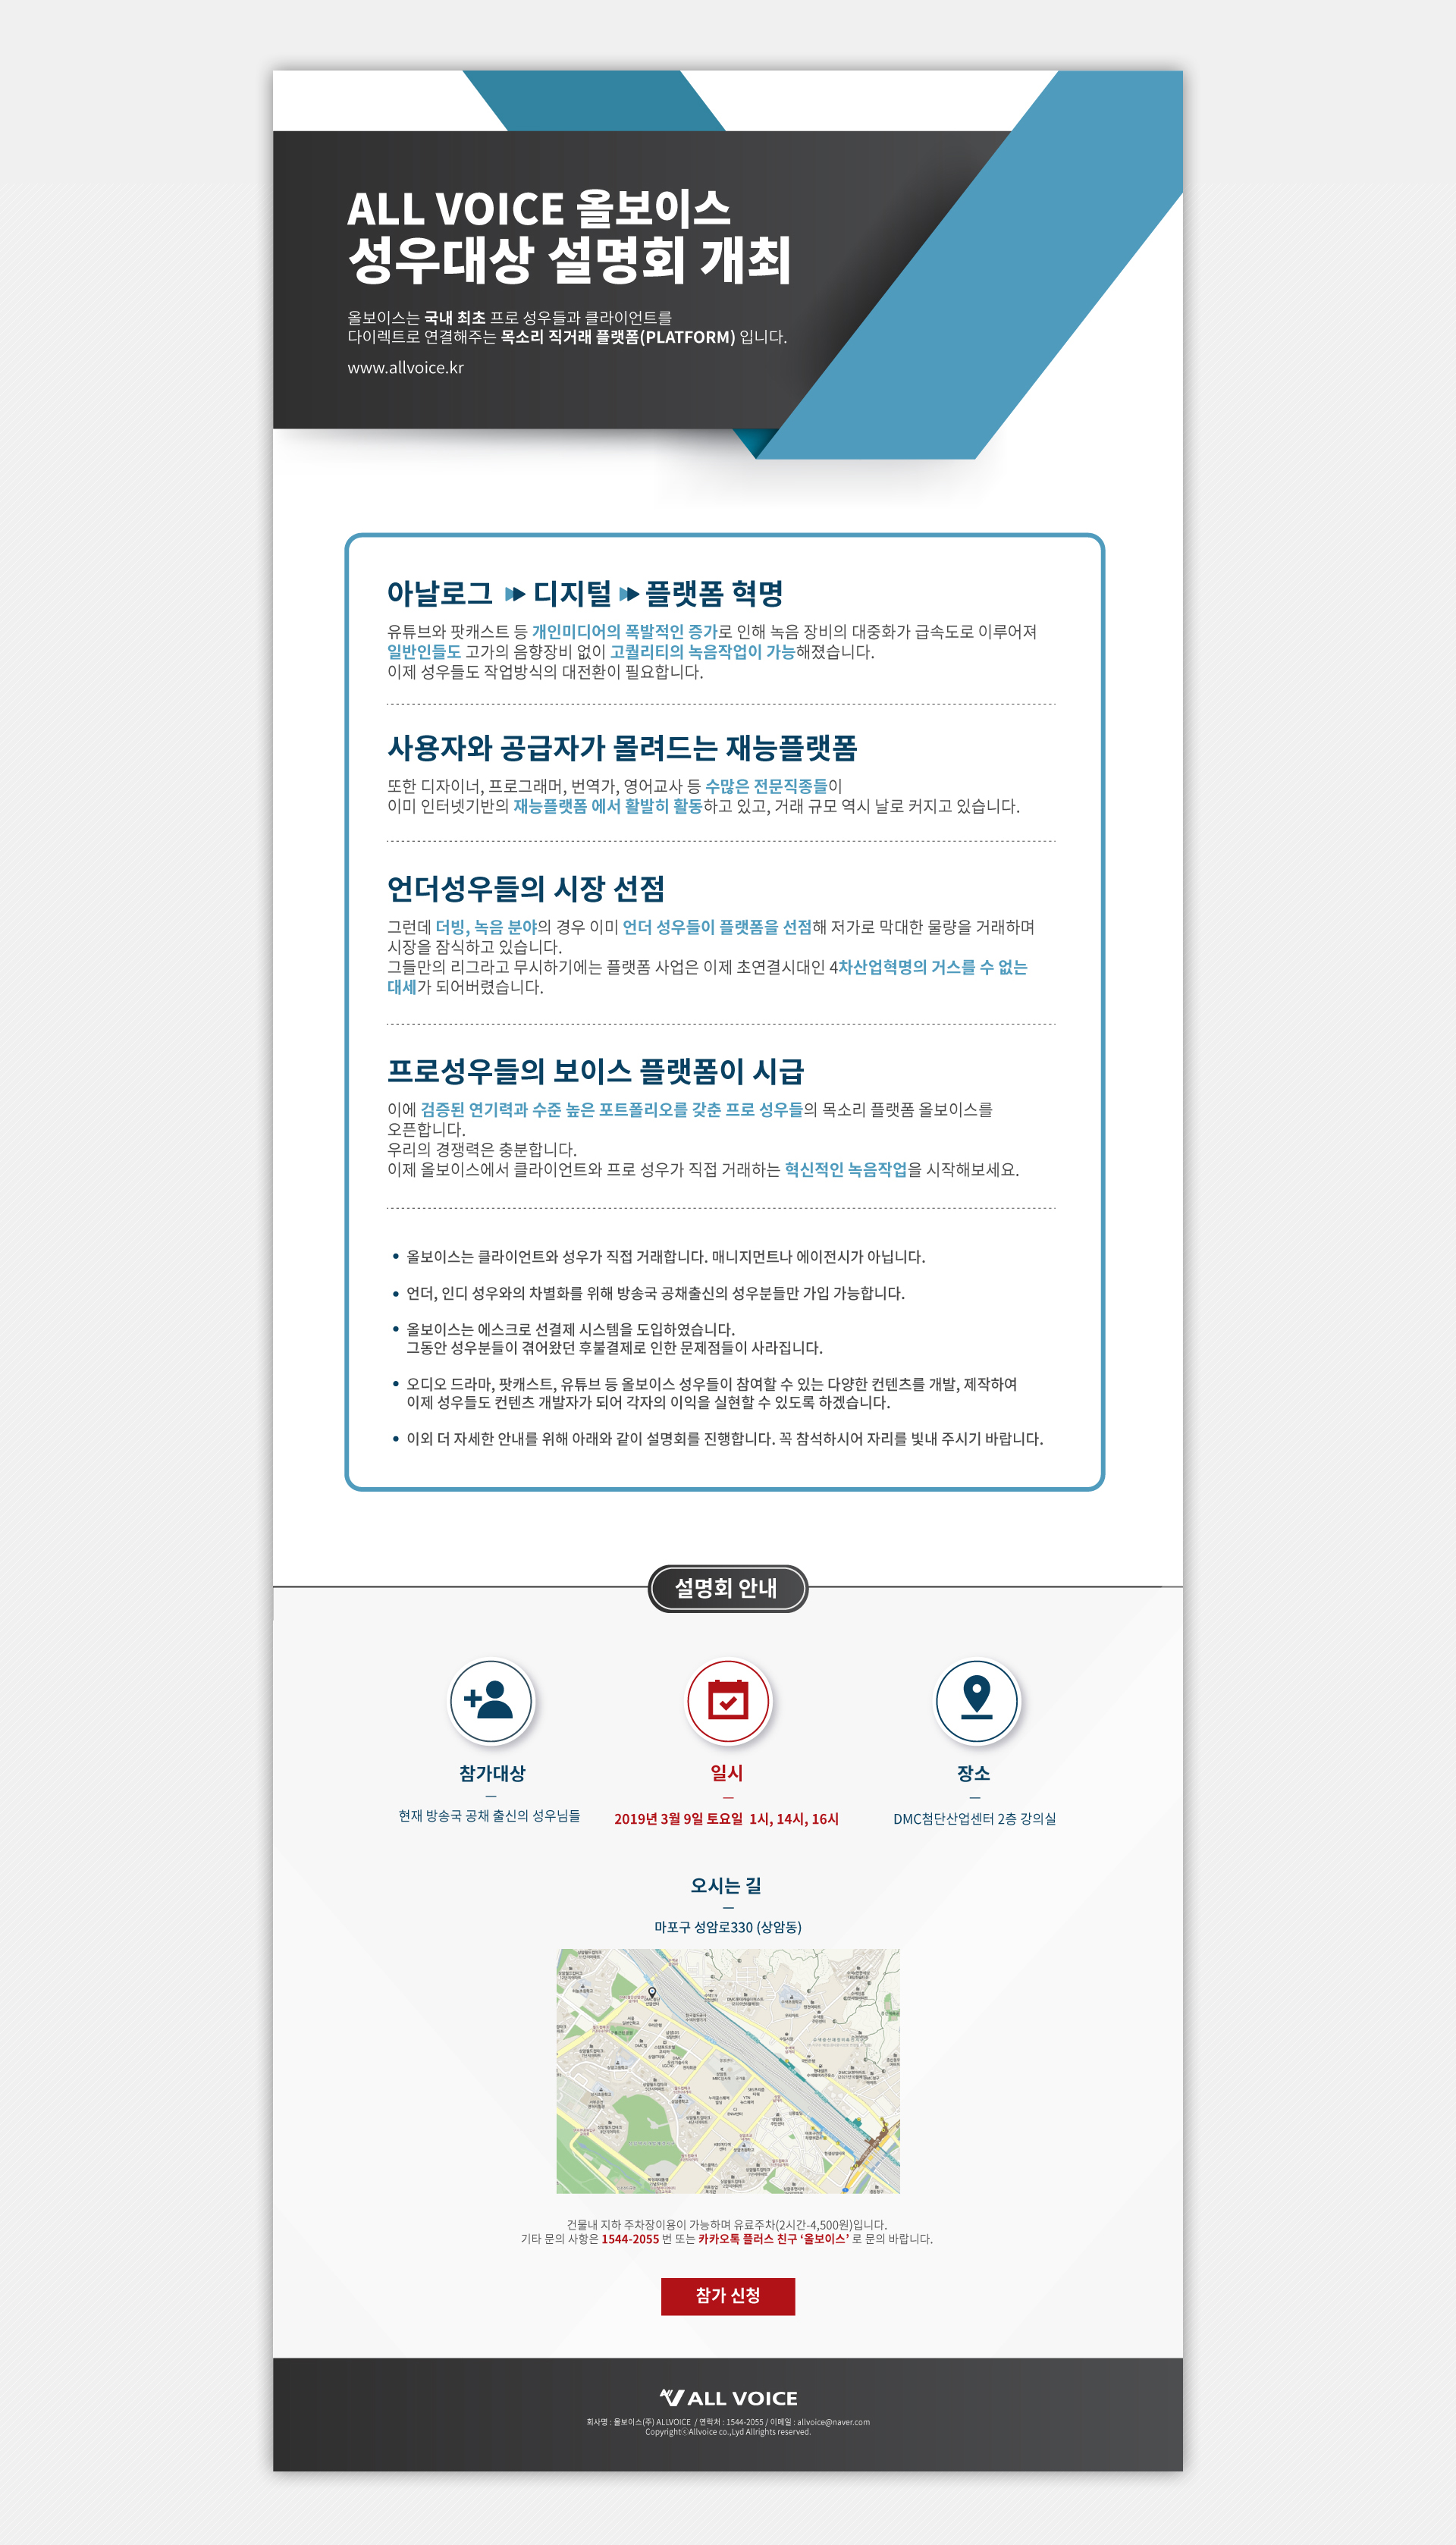 ALL VOICE 올보이스
성우대상 설명회 개최
올보이스는 국내 최초 프로 성우들과 클라이언트를
다이렉트로 연결해주는 목소리 직거래 플랫폼(PLATFORM) 입니다.
www.allvoice.kr
아날로그 디지털 플랫폼 혁명
유튜브와 팟캐스트 등 개인미디어의 폭발적인 증가로 인해 녹음 장비의 대중화가 급속도로 이루어져
일반인들도 고가의 음향장비 없이 고퀄리티의 녹음작업이 가능해졌습니다.
이제 성우들도 작업방식의 대전환이 필요합니다.
사용자와 공급자가 몰려드는 재능플랫폼
또한 디자이너, 프로그래머, 번역가, 영어교사 등 수많은 전문직종들이
이미 인터넷기반의 재능플랫폼 에서 활발히 활동하고 있고, 거래 규모 역시 날로 커지고 있습니다.
언더성우들의 시장 선점
그런데 더빙, 녹음 분야의 경우 이미 언더 성우들이 플랫폼을 선점해 저가로 막대한 물량을 거래하며
시장을 잠식하고 있습니다.
그들만의 리그라고 무시하기에는 플랫폼 사업은 이제 초연결시대인 4차산업혁명의 거스를 수 없는
대세가 되어버렸습니다.
프로성우들의 보이스 플랫폼이 시급
이에 검증된 연기력과 수준 높은 포트폴리오를 갖춘 프로 성우들의 목소리 플랫폼 올보이스를
오픈합니다.
우리의 경쟁력은 충분합니다.
이제 올보이스에서 클라이언트와 프로 성우가 직접 거래하는 혁신적인 녹음작업을 시작해보세요.
• 올보이스는 클라이언트와 성우가 직접 거래합니다. 매니지먼트나 에이전시가 아닙니다.
• 언더, 인디 성우와의 차별화를 위해 방송국 공채출신의 성우분들만 가입 가능합니다.
• 올보이스는 에스크로 선결제 시스템을 도입하였습니다.
그동안 성우분들이 겪어왔던 후불결제로 인한 문제점들이 사라집니다.
• 오디오 드라마, 팟캐스트, 유튜브 등 올보이스 성우들이 참여할 수 있는 다양한 컨텐츠를 개발, 제작하여
이제 성우들도 컨텐츠 개발자가 되어 각자의 이익을 실현할 수 있도록 하겠습니다.
• 이외 더 자세한 안내를 위해 아래와 같이 설명회를 진행합니다. 꼭 참석하시어 자리를 빛내 주시기 바랍니다.
설명회 안내
참가대상
현재 방송국 공채 출신의 성우님들
일시
2019년 3월 9일 토요일 1시, 14시, 16시
장소
DMC첨단산업센터 2층 강의실
오시는 길
마포구 성암로330 (상암동)
건물내 지하 주차장이용이 가능하며 유료주차(2시간-4,500원)입니다.
기타 문의 사항은 1544-2055 번 또는 카카오톡 플러스 친구 ‘올보이스’ 로 문의 바랍니다.
참가 신청
ALL VOICE
회사명 : 올보이스(주) ALLVOICE / 연락처 : 1544-2055 / 이메일 : allvoice@naver.com
Copyrightⓒ Allvoice co.,Lyd Allrights reserved.